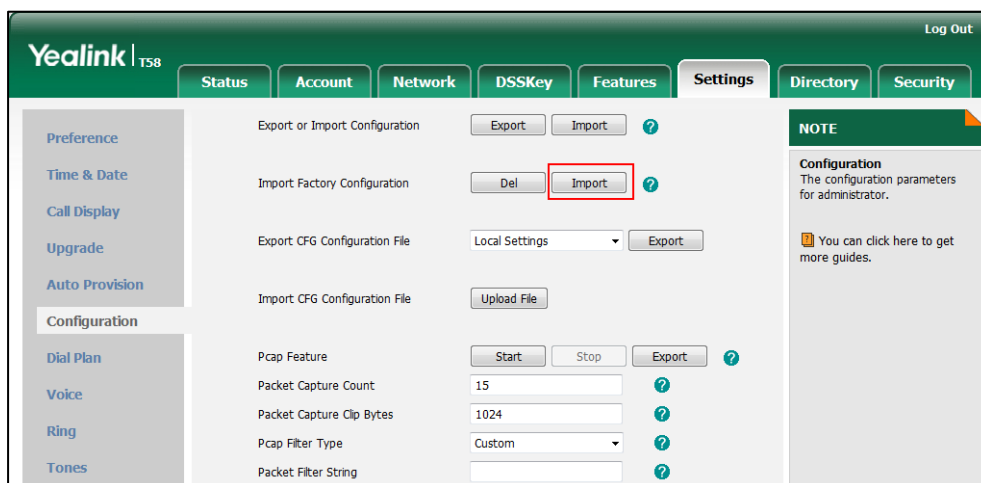 Log Out
Yealink | T58
Status Account Network DSSKey Features Settings Directory Security
Preference
Time & Date
Call Display
Upgrade
Auto Provision
Configuration
Dial Plan
Voice
Ring
Tones
Export or Import Configuration Export Import ?
Import Factory Configuration Del Import ?
Export CFG Configuration File Local Settings Export
Import CFG Configuration File Upload File
Pcap Feature Start Stop Export ?
Packet Capture Count 15 ?
Packet Capture Clip Bytes 1024 ?
Pcap Filter Type Custom ?
Packet Filter String ?
NOTE
Configuration
The configuration parameters
for administrator.
? You can click here to get
more guides.